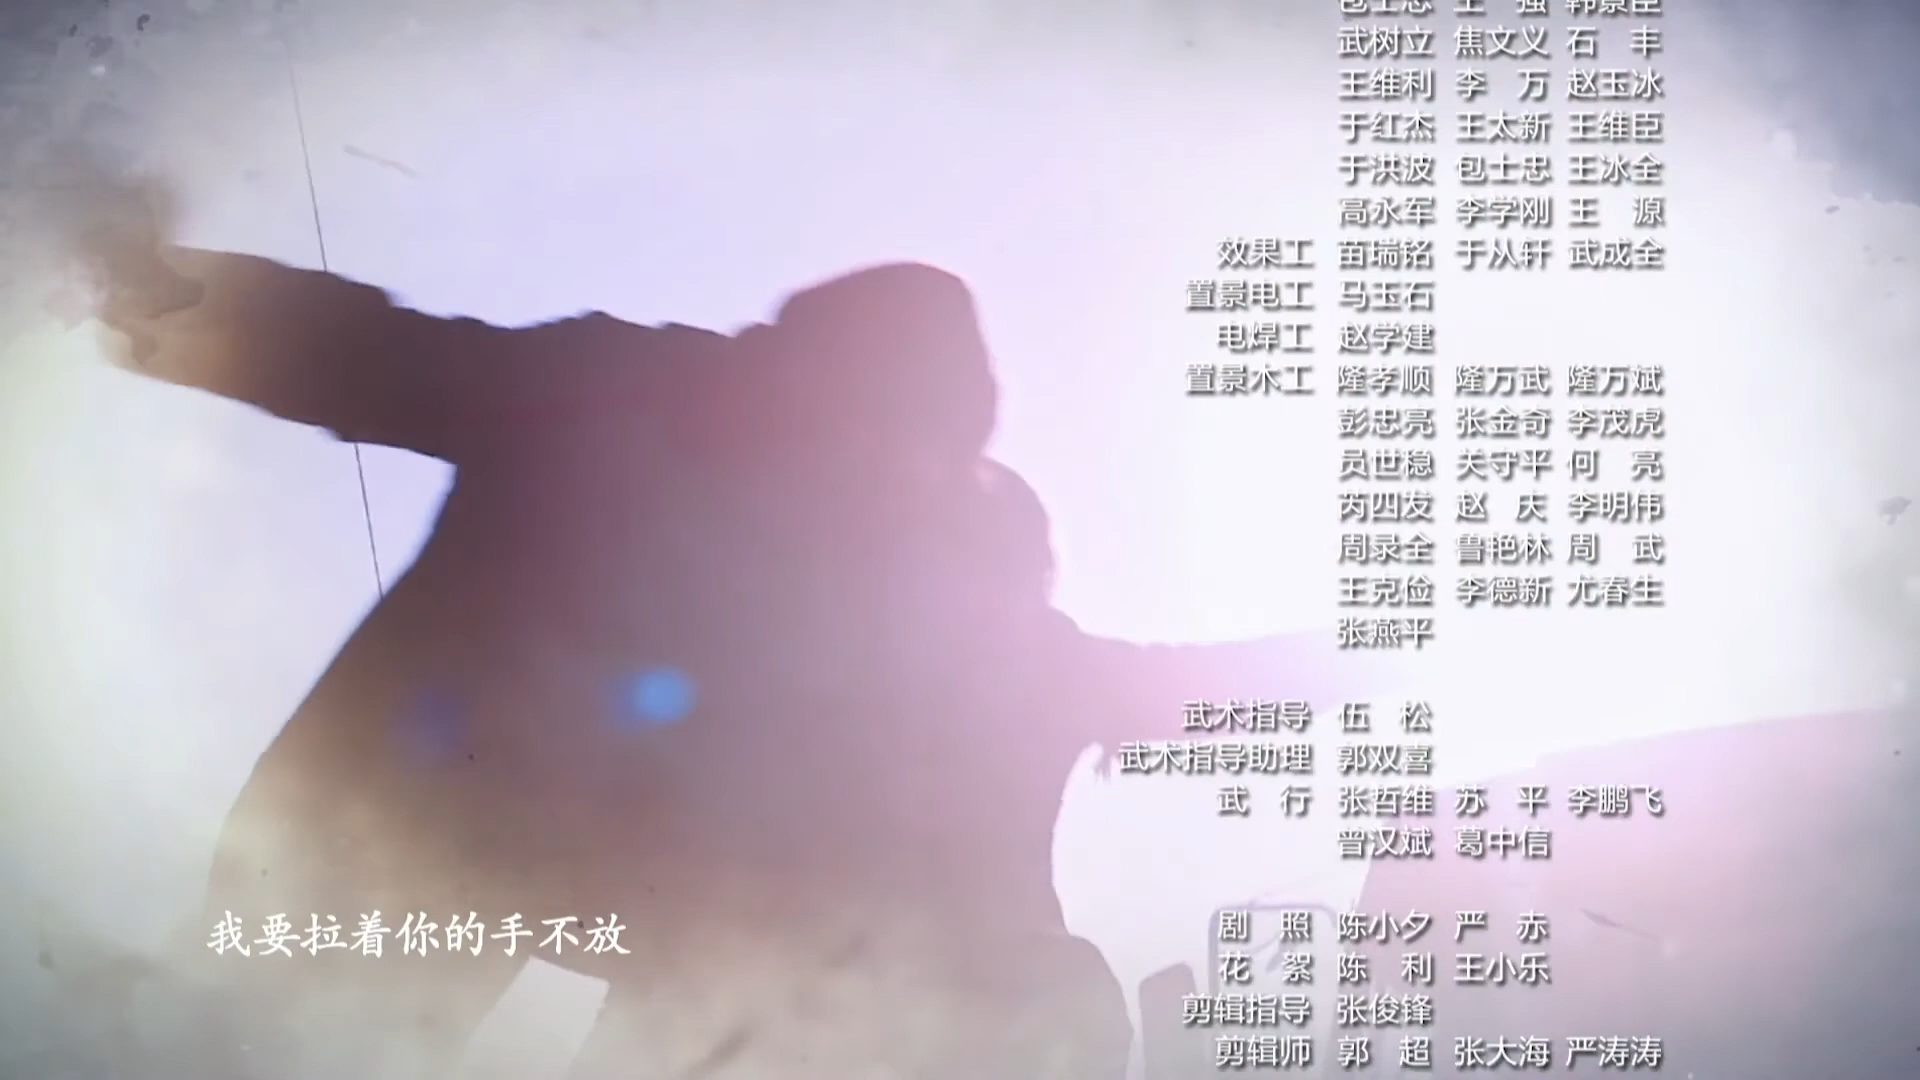 包士忠 王　强 韩景臣
武树立 焦文义 石　丰
王维利 李　万 赵玉冰
于红杰 王太新 王维臣
于洪波 包士忠 王冰全
高永军 李学刚 王　源
效果工 苗瑞铭 于从轩 武成全
置景电工 马玉石
电焊工 赵学建
置景木工 隆孝顺 隆万武 隆万斌
彭忠亮 张金奇 李茂虎
员世稳 关守平 何　亮
芮四发 赵　庆 李明伟
周录全 鲁艳林 周　武
王克俭 李德新 尤春生
张燕平
武术指导 伍　松
武术指导助理 郭双喜
武　行 张哲维 苏　平 李鹏飞
曾汉斌 葛中信
剧　照 陈小夕 严　赤
花　絮 陈　利 王小乐
剪辑指导 张俊锋
剪辑师 郭　超 张大海 严涛涛
我要拉着你的手不放